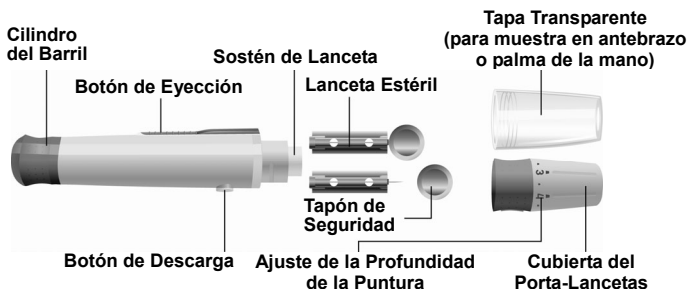 Cilindro
del Barril
Botón de Eyección
Sostén de Lanceta
Lanceta Estéril
Tapa Transparente
(para muestra en antebrazo
o palma de la mano)
3
4
Tapón de
Seguridad
Botón de Descarga
Ajuste de la Profundidad
de la Puntura
Cubierta del
Porta-Lancetas